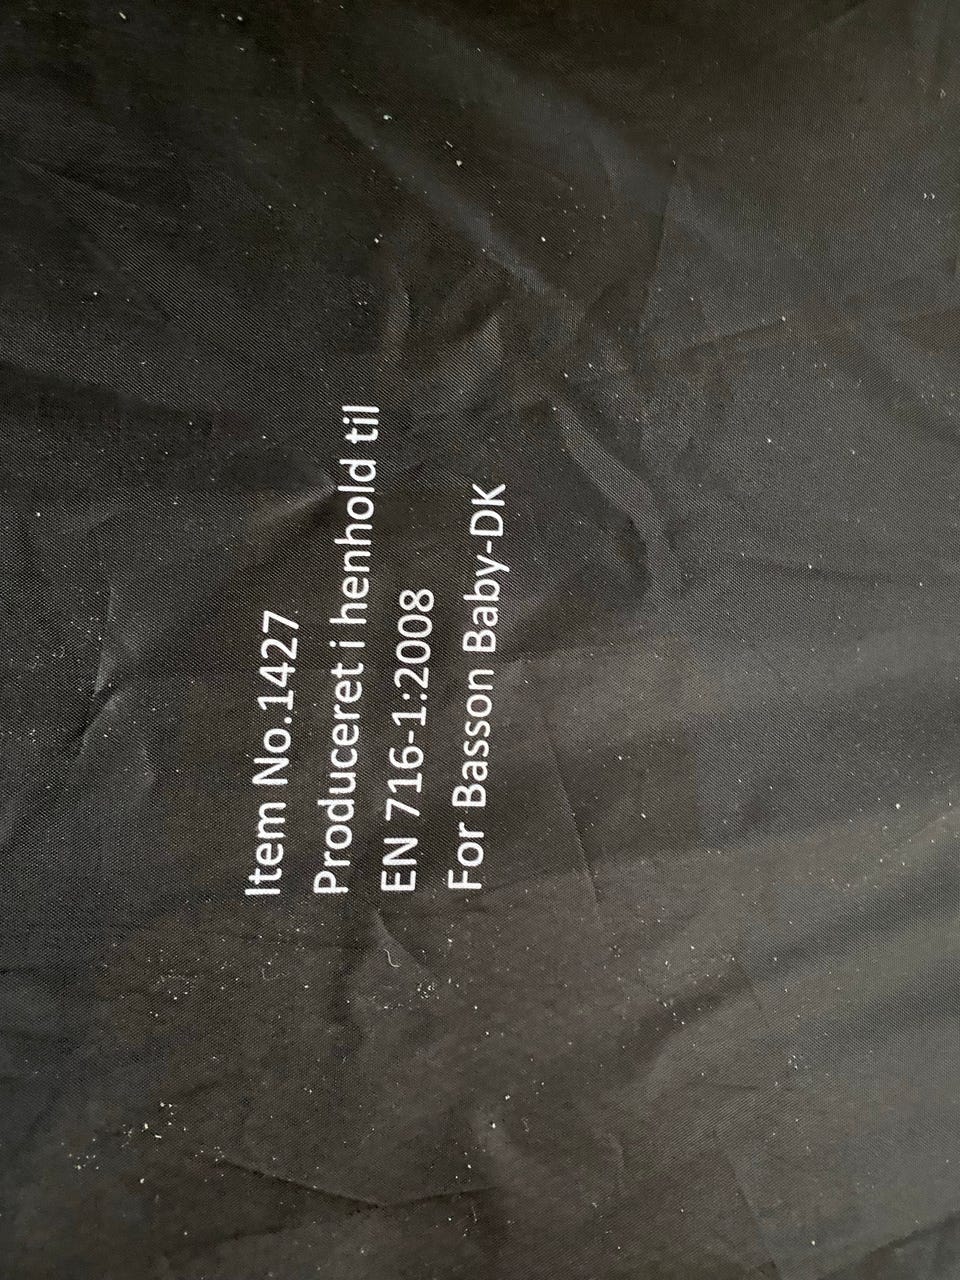 Item No.1427
Produceret i henhold til
EN 716-1:2008
For Basson Baby-DK